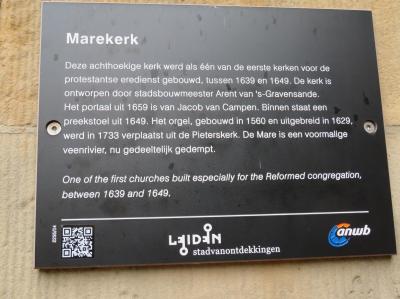 Marekerk
Deze achthoekige kerk werd als één van de eerste kerken voor de
protestantse eredienst gebouwd, tussen 1639 en 1649. De kerk is
ontworpen door stadsbouwmeester Arent van 's-Gravensande.
Het portaal uit 1659 is van Jacob van Campen. Binnen staat een
preekstoel uit 1649. Het orgel, gebouwd in 1560 en uitgebreid in 1629,
werd in 1733 verplaatst uit de Pieterskerk. De Mare is een voormalige
veenrivier, nu gedeeltelijk gedempt.
One of the first churches built especially for the Reformed congregation,
between 1639 and 1649.
LEIDEN
stadvanontdekkingen
anwb